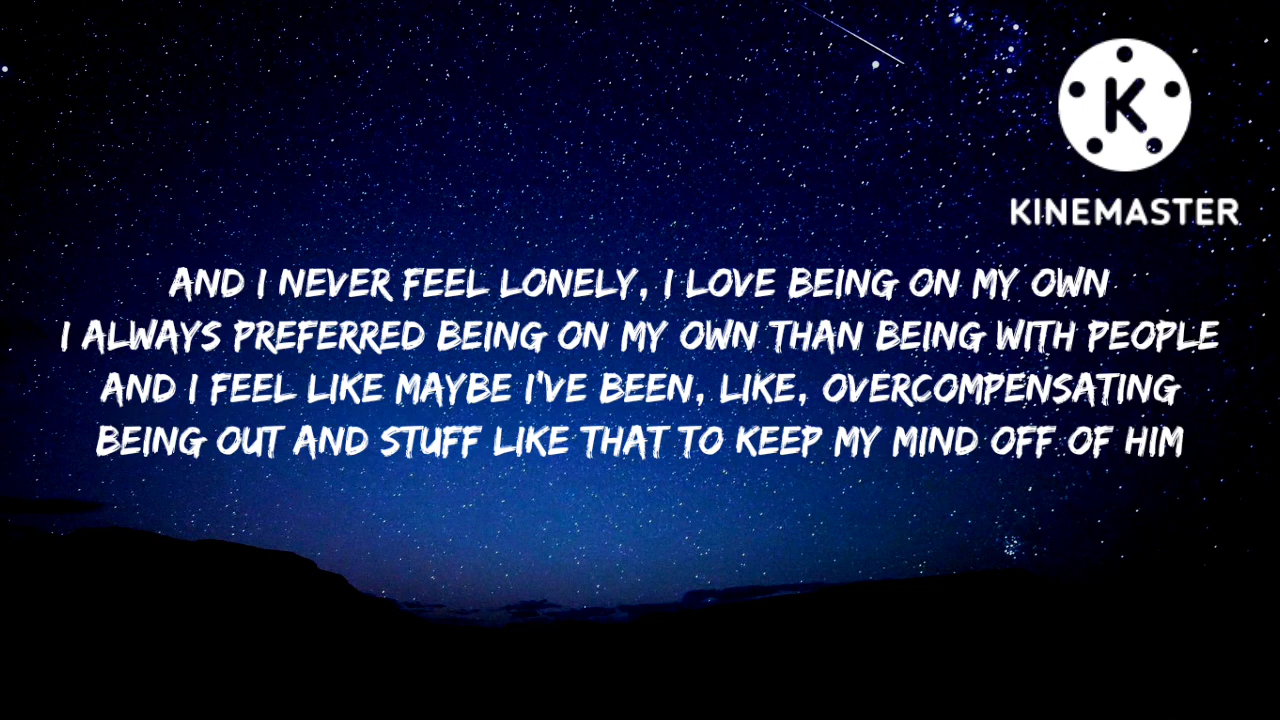 K
KINEMASTER
AND I NEVER FEEL LONELY, I LOVE BEING ON MY OWN
I ALWAYS PREFERRED BEING ON MY OWN THAN BEING WITH PEOPLE
AND I FEEL LIKE MAYBE I'VE BEEN, LIKE, OVERCOMPENSATING
BEING OUT AND STUFF LIKE THAT TO KEEP MY MIND OFF OF HIM